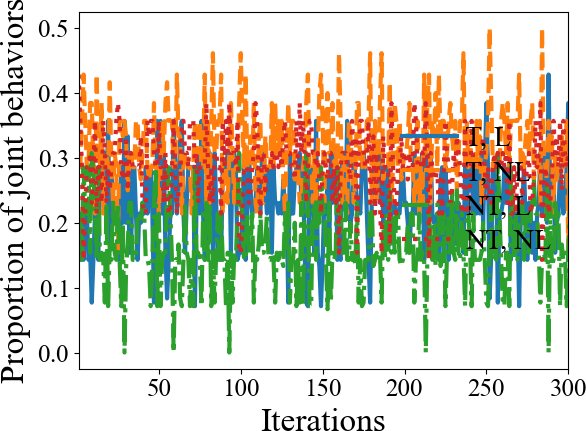 Proportion of joint behaviors
0.5
0.4
0.3
0.2
0.1
0.0
T, L
T, NL
NT, L
NT, NL
50 100 150 200 250 300
Iterations